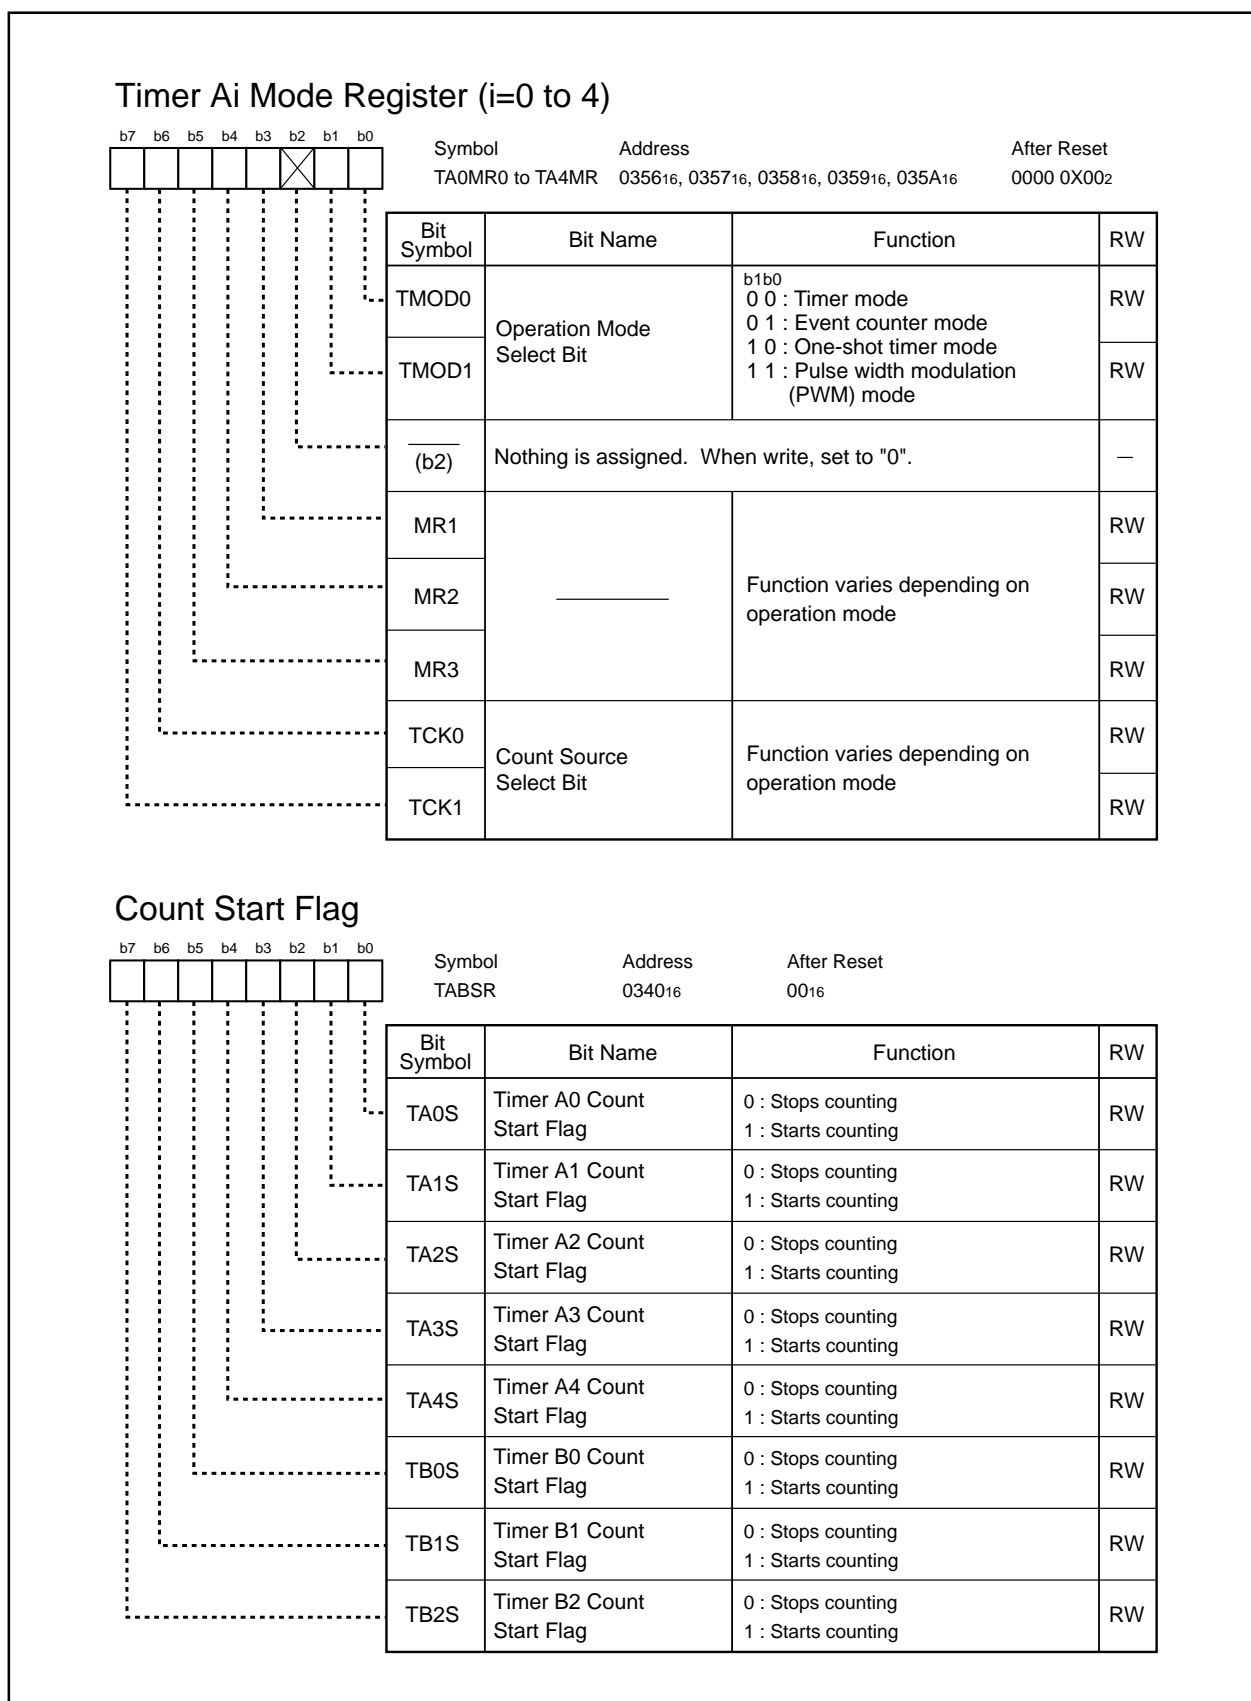 Timer Ai Mode Register (i=0 to 4)
b7 b6 b5 b4 b3 b2 b1 b0
Symbol Address After Reset
TA0MR0 to TA4MR 035616, 035716, 035816, 035916, 035A16 0000 0X002
Bit Symbol Bit Name Function RW
TMOD0 Operation Mode Select Bit b1b0 RW
0 0 : Timer mode
0 1 : Event counter mode
1 0 : One-shot timer mode
TMOD1 1 1 : Pulse width modulation RW
(PWM) mode
(b2) Nothing is assigned. When write, set to "0". —
MR1 RW
MR2 Function varies depending on RW
operation mode
MR3 RW
TCK0 RW
Count Source Function varies depending on
Select Bit operation mode
TCK1 RW
Count Start Flag
b7 b6 b5 b4 b3 b2 b1 b0
Symbol Address After Reset
TABSR 034016 0016
Bit Symbol Bit Name Function RW
TA0S Timer A0 Count 0 : Stops counting RW
Start Flag 1 : Starts counting
TA1S Timer A1 Count 0 : Stops counting RW
Start Flag 1 : Starts counting
TA2S Timer A2 Count 0 : Stops counting RW
Start Flag 1 : Starts counting
TA3S Timer A3 Count 0 : Stops counting RW
Start Flag 1 : Starts counting
TA4S Timer A4 Count 0 : Stops counting RW
Start Flag 1 : Starts counting
TB0S Timer B0 Count 0 : Stops counting RW
Start Flag 1 : Starts counting
TB1S Timer B1 Count 0 : Stops counting RW
Start Flag 1 : Starts counting
TB2S Timer B2 Count 0 : Stops counting RW
Start Flag 1 : Starts counting